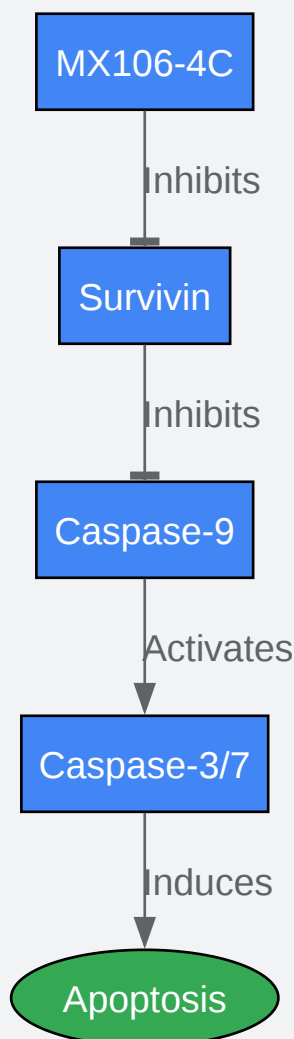 MX106-4C
Inhibits
Survivin
Inhibits
Caspase-9
Activates
Caspase-3/7
Induces
Apoptosis